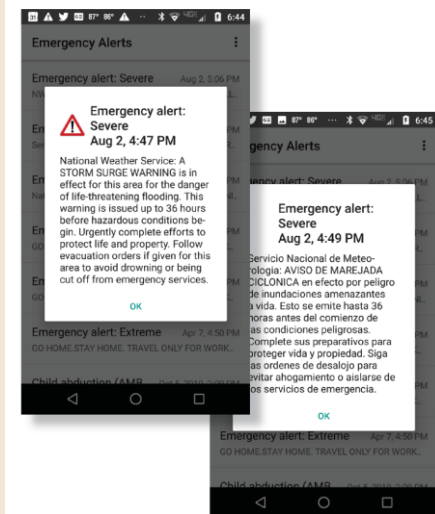 87° 86° 6:44
Emergency Alerts
Emergency alert: Severe Aug 2, 5:06 PM
Emergency alert:
Severe
Aug 2, 4:47 PM
National Weather Service: A
STORM SURGE WARNING is in
effect for this area for the danger
of life-threatening flooding. This
warning is issued up to 36 hours
before hazardous conditions be-
gin. Urgently complete efforts to
protect life and property. Follow
evacuation orders if given for this
area to avoid drowning or being
cut off from emergency services.
OK
Emergency alert: Extreme Apr 7, 4:50 PM
GO HOME.STAY HOME. TRAVEL ONLY FOR WORK..
Child abduction (AMB
87° 86° 6:45
gency Alerts
Aug 2, 5:06 PM
Emergency alert:
Severe
Aug 2, 4:49 PM
Servicio Nacional de Meteo-
rologia: AVISO DE MAREJADA
CICLONICA en efecto por peligro
de inundaciones amenazantes
a vida. Esto se emite hasta 36
horas antes del comienzo de
las condiciones peligrosas.
Complete sus preparativos para
proteger vida y propiedad. Siga
las ordenes de desalojo para
evitar ahogamiento o aislarse de
los servicios de emergencia.
OK
Emergency alert: Extreme Apr 7, 4:50 PM
GO HOME.STAY HOME. TRAVEL ONLY FOR WORK..
Child abduction (AMB